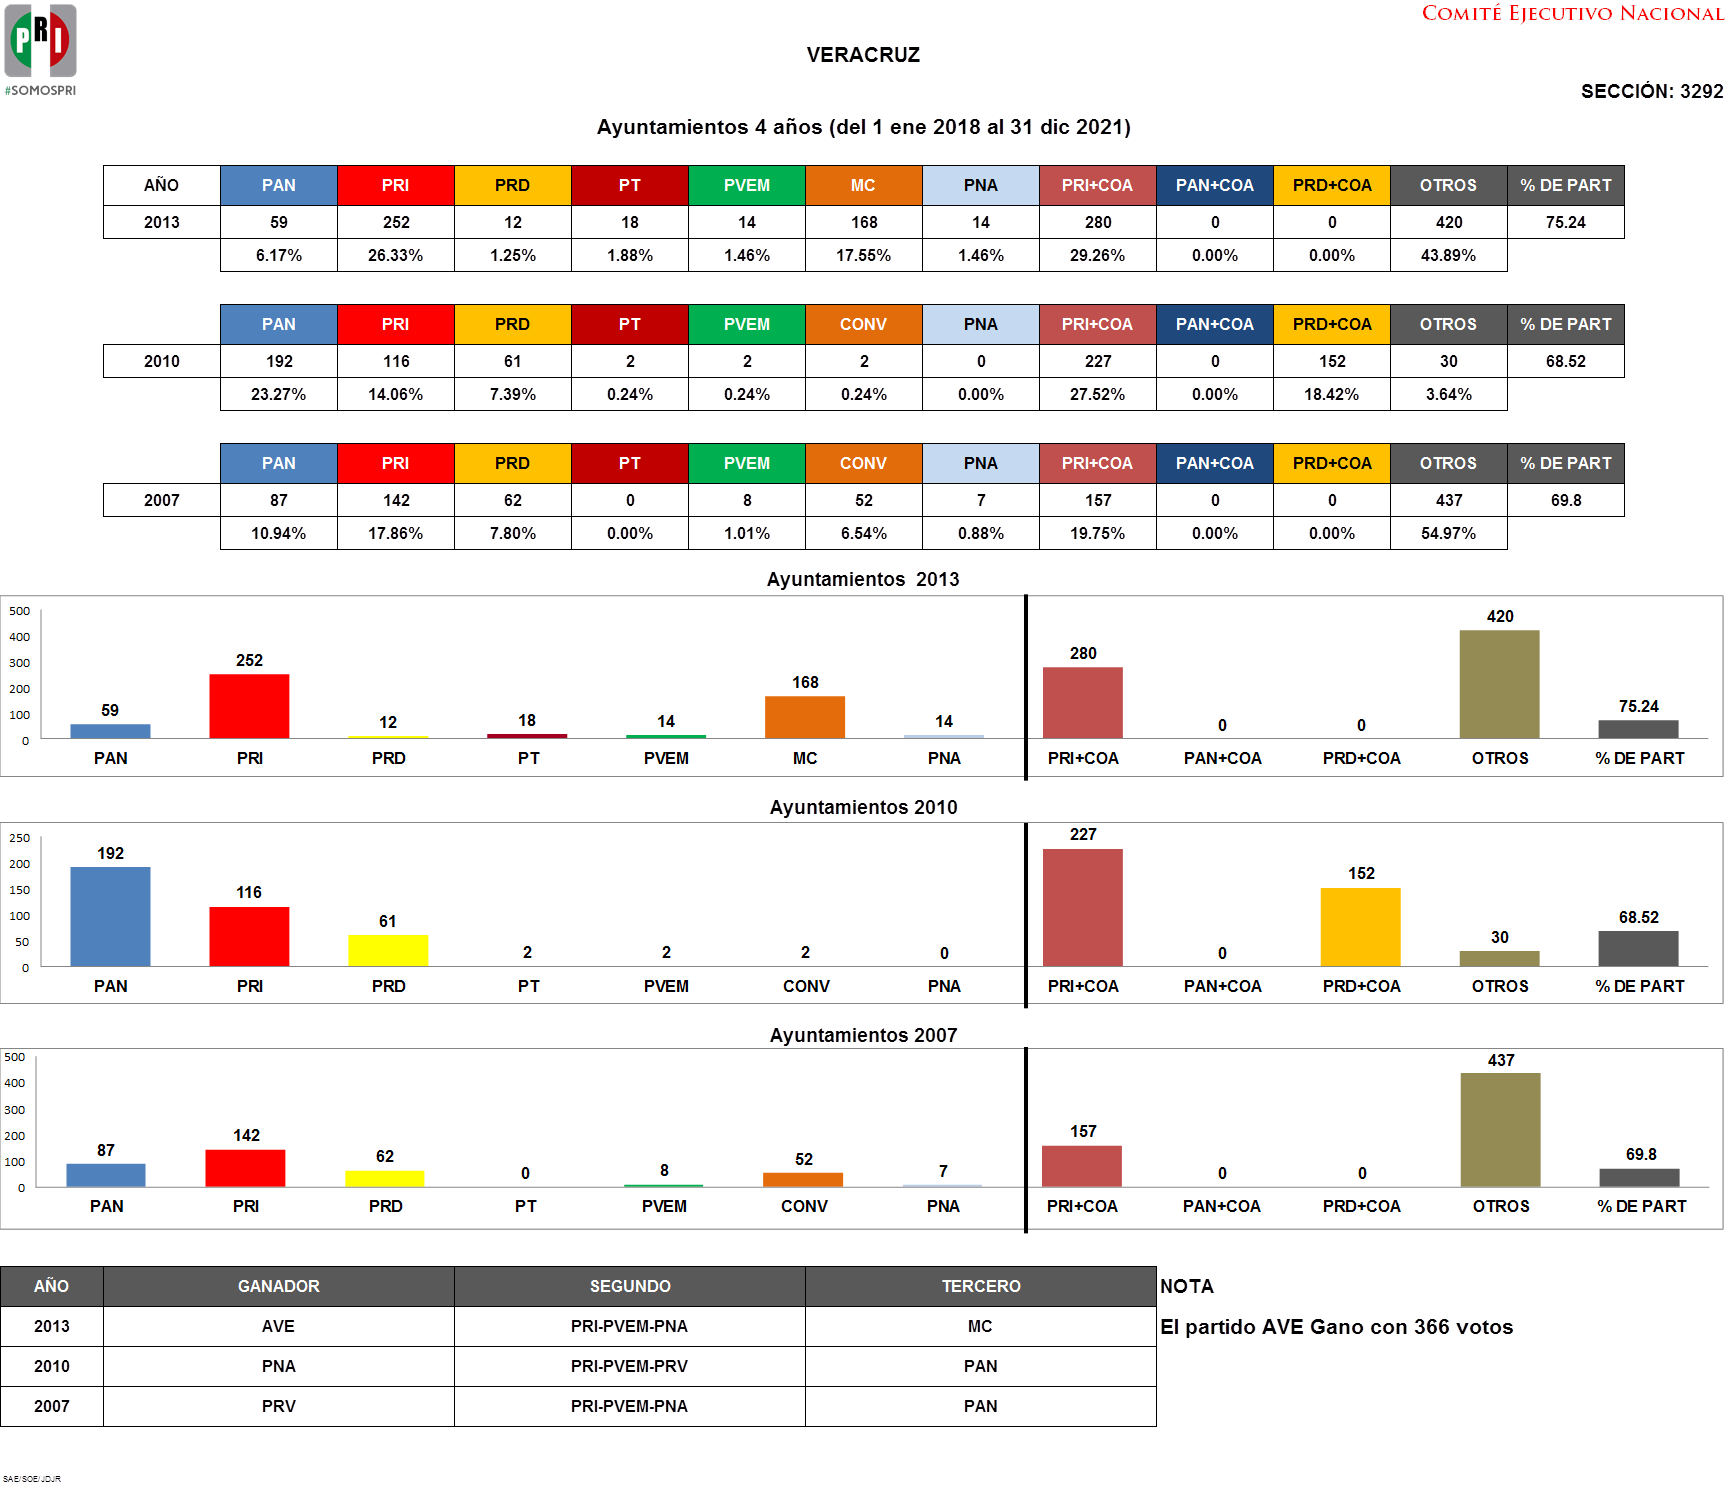 PRI
#SOMOSPRI
COMITÉ EJECUTIVO NACIONAL
VERACRUZ
SECCIÓN: 3292
Ayuntamientos 4 años (del 1 ene 2018 al 31 dic 2021)
AÑO PAN PRI PRD PT PVEM MC PNA PRI+COA PAN+COA PRD+COA OTROS % DE PART
2013 59 252 12 18 14 168 14 280 0 0 420 75.24
6.17% 26.33% 1.25% 1.88% 1.46% 17.55% 1.46% 29.26% 0.00% 0.00% 43.89%
PAN PRI PRD PT PVEM CONV PNA PRI+COA PAN+COA PRD+COA OTROS % DE PART
2010 192 116 61 2 2 2 0 227 0 152 30 68.52
23.27% 14.06% 7.39% 0.24% 0.24% 0.24% 0.00% 27.52% 0.00% 18.42% 3.64%
PAN PRI PRD PT PVEM CONV PNA PRI+COA PAN+COA PRD+COA OTROS % DE PART
2007 87 142 62 0 8 52 7 157 0 0 437 69.8
10.94% 17.86% 7.80% 0.00% 1.01% 6.54% 0.88% 19.75% 0.00% 0.00% 54.97%
Ayuntamientos 2013
500
400
300
200
100
0
59 252 12 18 14 168 14 280 0 0 420 75.24
PAN PRI PRD PT PVEM MC PNA PRI+COA PAN+COA PRD+COA OTROS % DE PART
Ayuntamientos 2010
250
200
150
100
50
0
192 116 61 2 2 2 0 227 0 152 30 68.52
PAN PRI PRD PT PVEM CONV PNA PRI+COA PAN+COA PRD+COA OTROS % DE PART
Ayuntamientos 2007
500
400
300
200
100
0
87 142 62 0 8 52 7 157 0 0 437 69.8
PAN PRI PRD PT PVEM CONV PNA PRI+COA PAN+COA PRD+COA OTROS % DE PART
AÑO GANADOR SEGUNDO TERCERO NOTA
2013 AVE PRI-PVEM-PNA MC El partido AVE Gano con 366 votos
2010 PNA PRI-PVEM-PRV PAN
2007 PRV PRI-PVEM-PNA PAN
SAE/SOE/JDJR